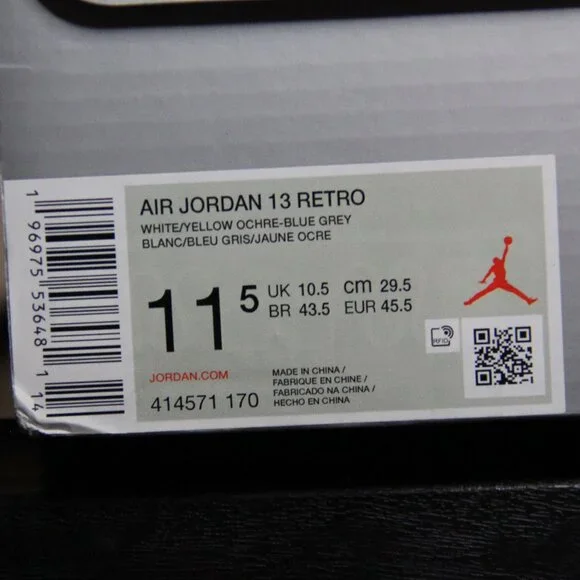 AIR JORDAN 13 RETRO
WHITE/YELLOW OCHRE-BLUE GREY
BLANC/BLEU GRIS/JAUNE OCRE
11 5
UK 10.5 CM 29.5
BR 43.5 EUR 45.5
RFID
JORDAN.COM
414571 170
MADE IN CHINA /
FABRIQUE EN CHINE /
FABRICADO NA CHINA /
HECHO EN CHINA
1 96975 53648 14